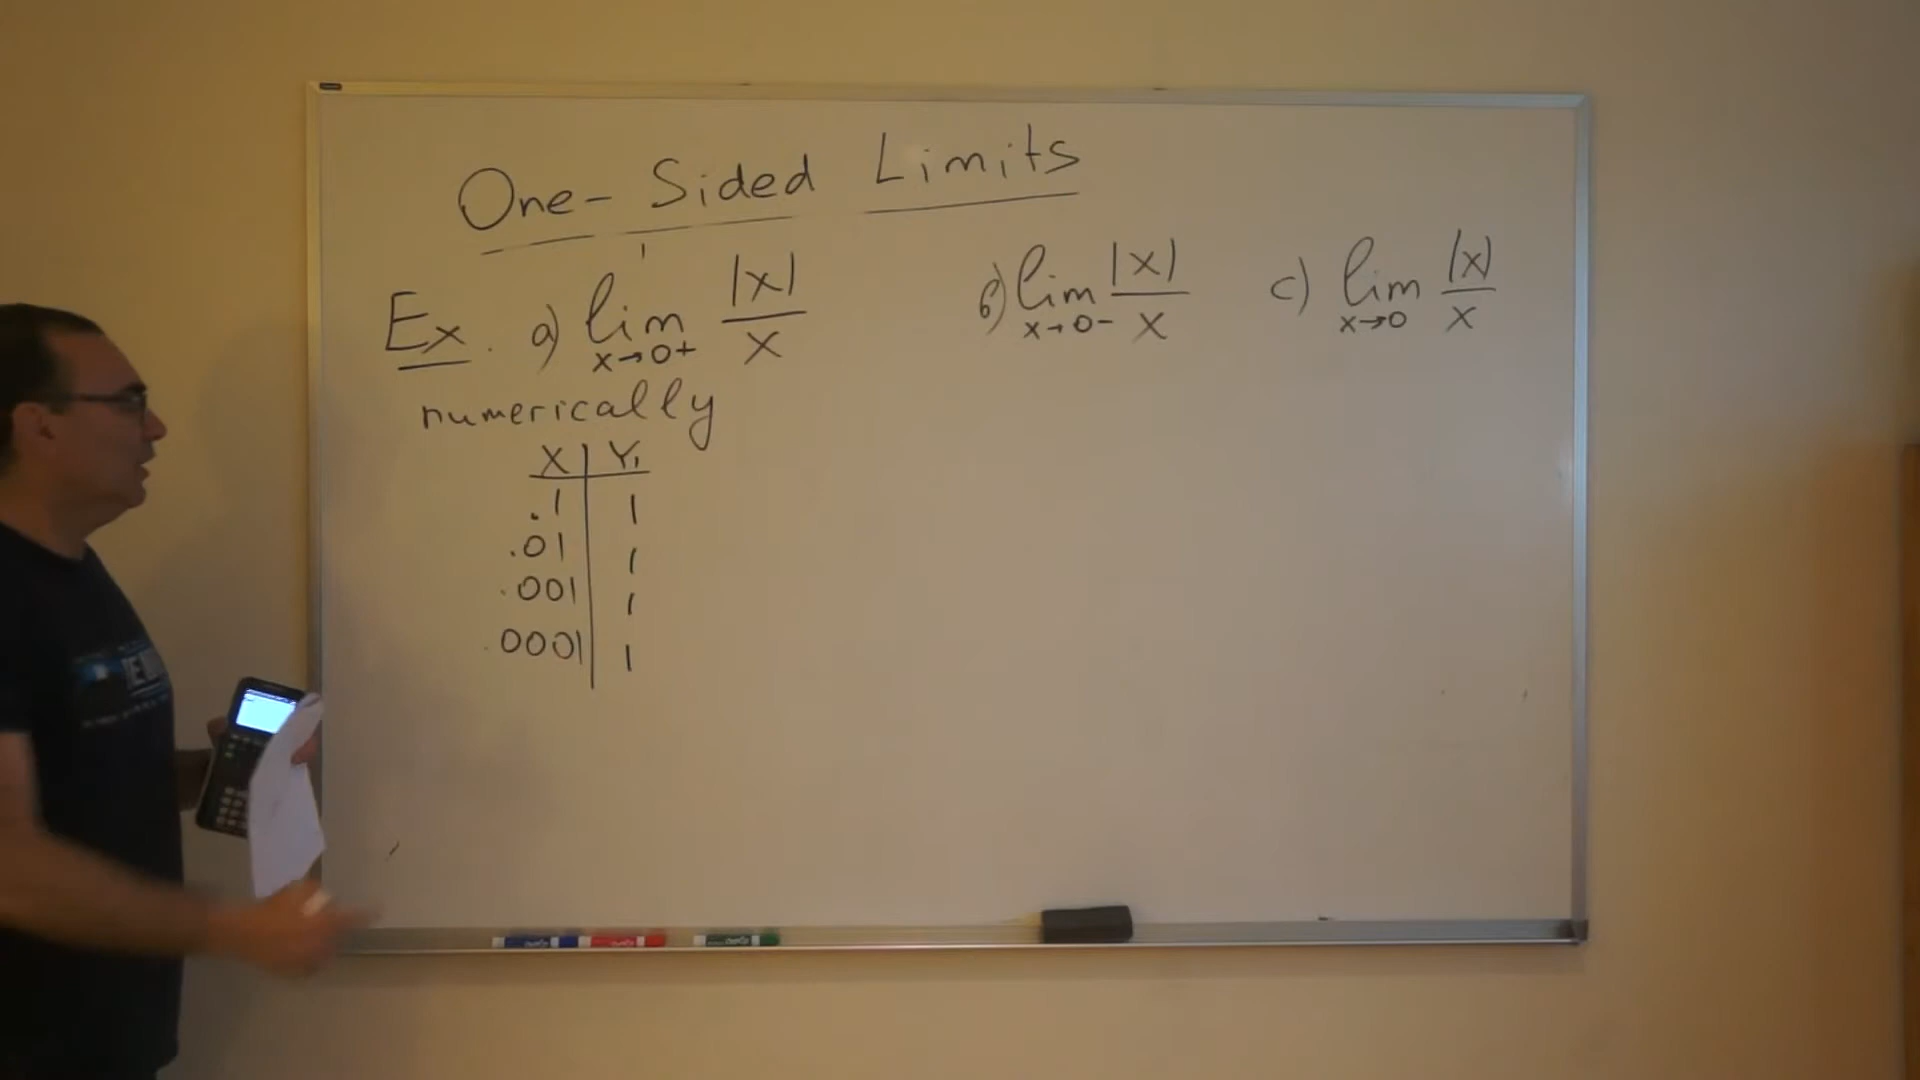 One-Sided Limits
Ex. a) lim x→0+ |x|/x b) lim x→0- |x|/x c) lim x→0 |x|/x
numerically
X Y₁
.1 1
.01 1
.001 1
.0001 1